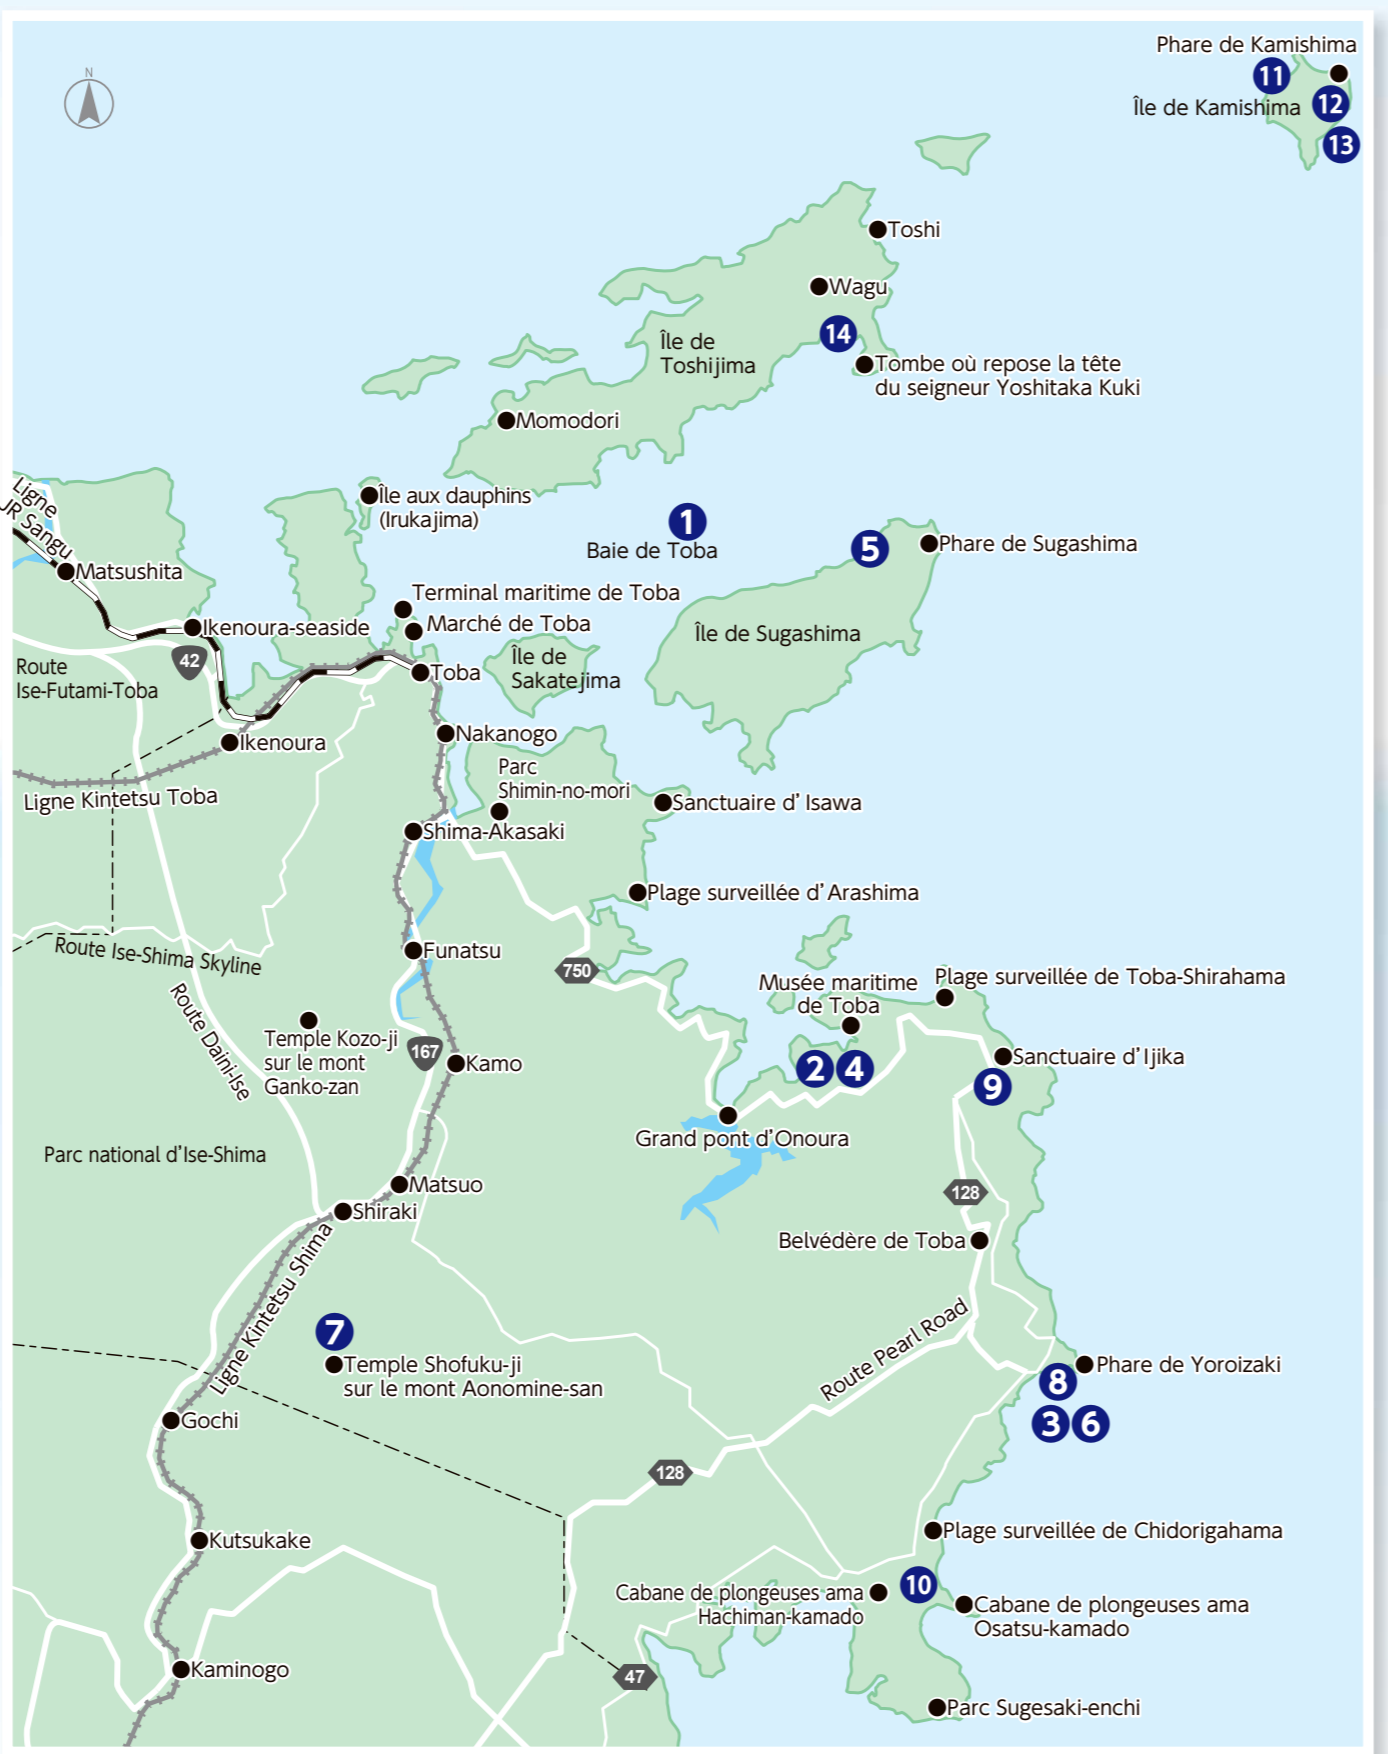 N
Phare de Kamishima
11
Île de Kamishima
12
13
Toshi
Wagu
14
Île de
Toshijima
Tombe où repose la tête
du seigneur Yoshitaka Kuki
Momodori
Ligne
JR Sangu
Île aux dauphins
(Irukajima)
1
Baie de Toba
5
Phare de Sugashima
Matsushita
Terminal maritime de Toba
Marché de Toba
Ikenoura-seaside
Île de Sugashima
42
Route
Ise-Futami-Toba
Toba
Île de
Sakatejima
Ikenoura
Nakanogo
Parc
Shimin-no-mori
Ligne Kintetsu Toba
Sanctuaire d’Isawa
Shima-Akasaki
Plage surveillée d’Arashima
Route Ise-Shima Skyline
Funatsu
750
Musée maritime
de Toba
Plage surveillée de Toba-Shirahama
Route Daini-Ise
Temple Kozo-ji
sur le mont
Ganko-zan
167
Kamo
2
4
Sanctuaire d’Ijika
9
Grand pont d’Onoura
Parc national d’Ise-Shima
Matsuo
Shiraki
128
Belvédère de Toba
Ligne Kintetsu Shima
7
Temple Shofuku-ji
sur le mont Aonomine-san
Route Pearl Road
Phare de Yoroizaki
8
3
6
Gochi
128
Kutsukake
Plage surveillée de Chidorigahama
Cabane de plongeuses ama
Hachiman-kamado
10
Cabane de plongeuses ama
Osatsu-kamado
Kaminogo
47
Parc Sugesaki-enchi